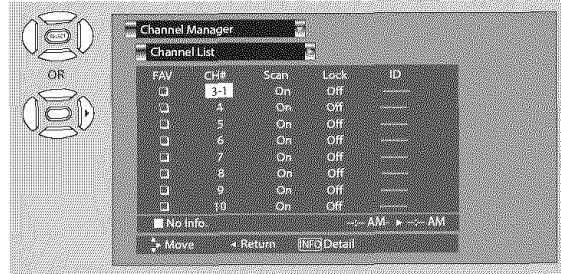 SELECT
OR
Channel Manager
Channel List
FAV CH# Scan Lock ID
3-1 On Off
4 On Off
5 On Off
6 On Off
7 On Off
8 On Off
9 On Off
10 On Off
No Info. --:-- AM ▸ --:-- AM
Move ◂ Return INFO Detail